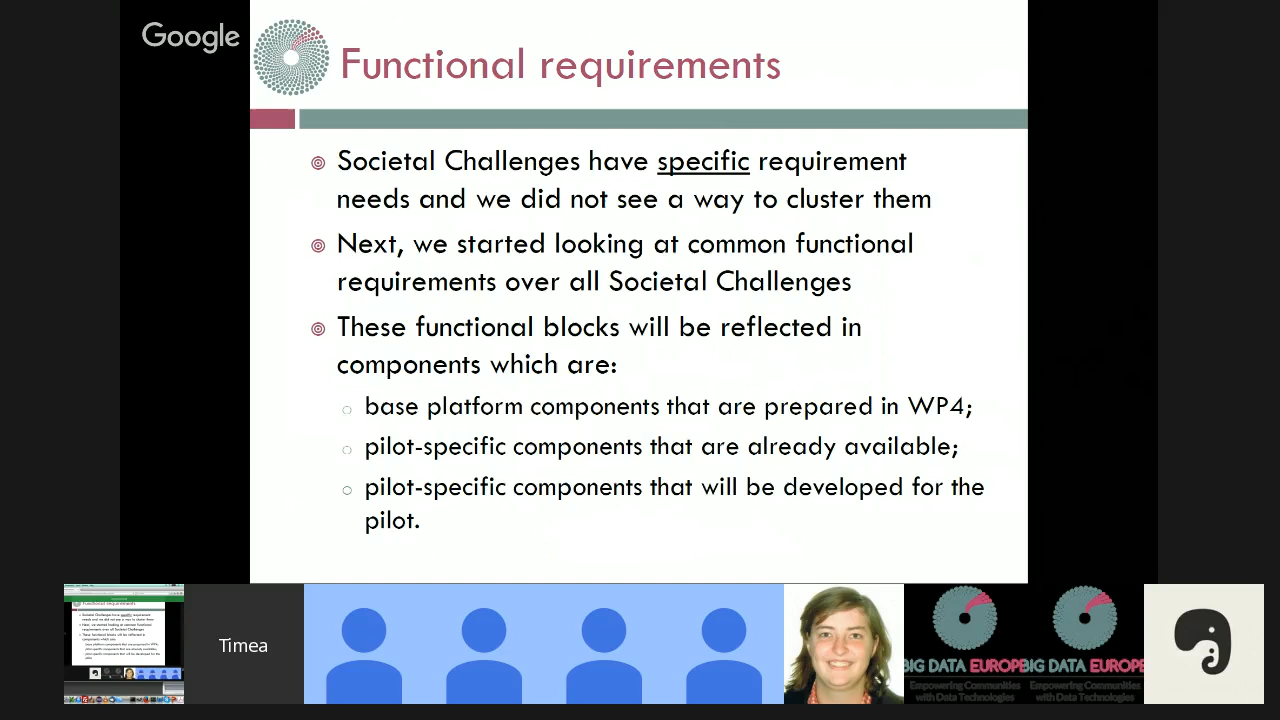 Google
Functional requirements
Societal Challenges have specific requirement
needs and we did not see a way to cluster them
Next, we started looking at common functional
requirements over all Societal Challenges
These functional blocks will be reflected in
components which are:
base platform components that are prepared in WP4;
pilot-specific components that are already available;
pilot-specific components that will be developed for the
pilot.
Functional requirements
Timea
BIG DATA EUROPE
Empowering Communities
with Data Technologies
BIG DATA EUROPE
Empowering Communities
with Data Technologies